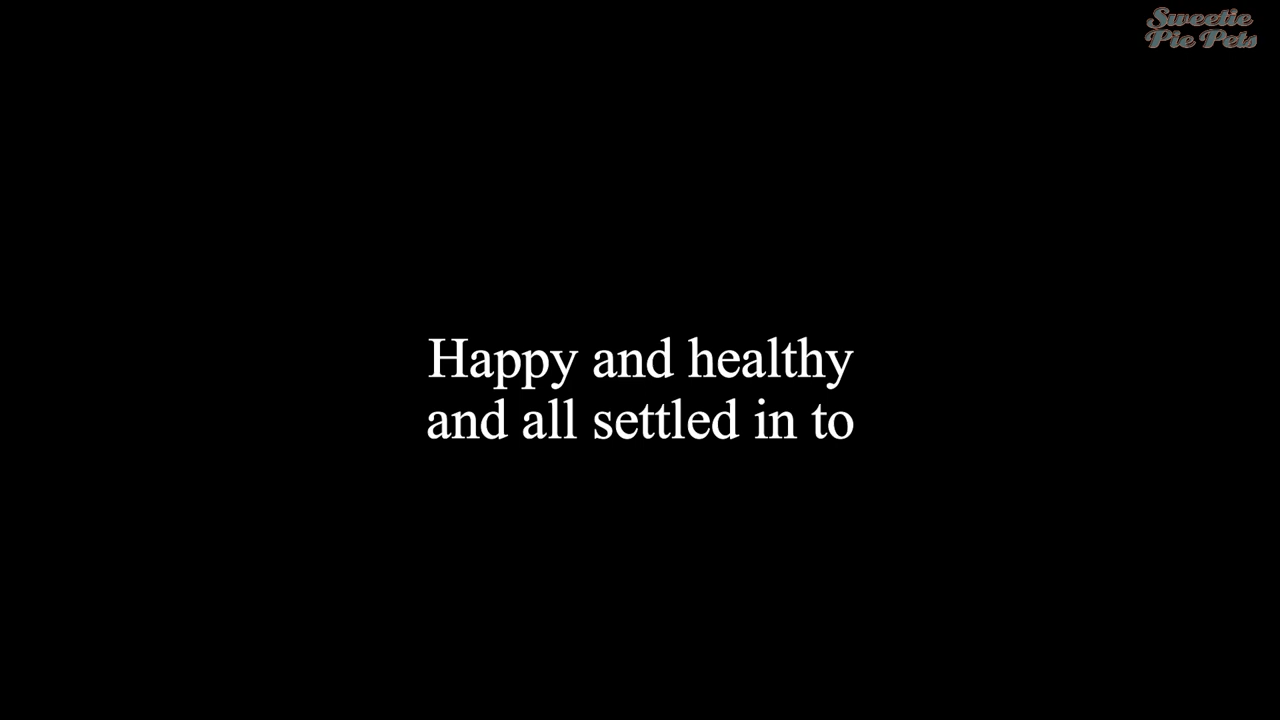 Sweetie
Pie Pets
Happy and healthy
and all settled in to